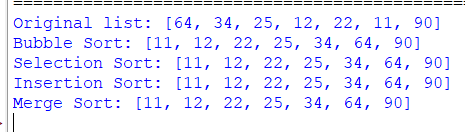 Original list: [64, 34, 25, 12, 22, 11, 90]
Bubble Sort: [11, 12, 22, 25, 34, 64, 90]
Selection Sort: [11, 12, 22, 25, 34, 64, 90]
Insertion Sort: [11, 12, 22, 25, 34, 64, 90]
Merge Sort: [11, 12, 22, 25, 34, 64, 90]